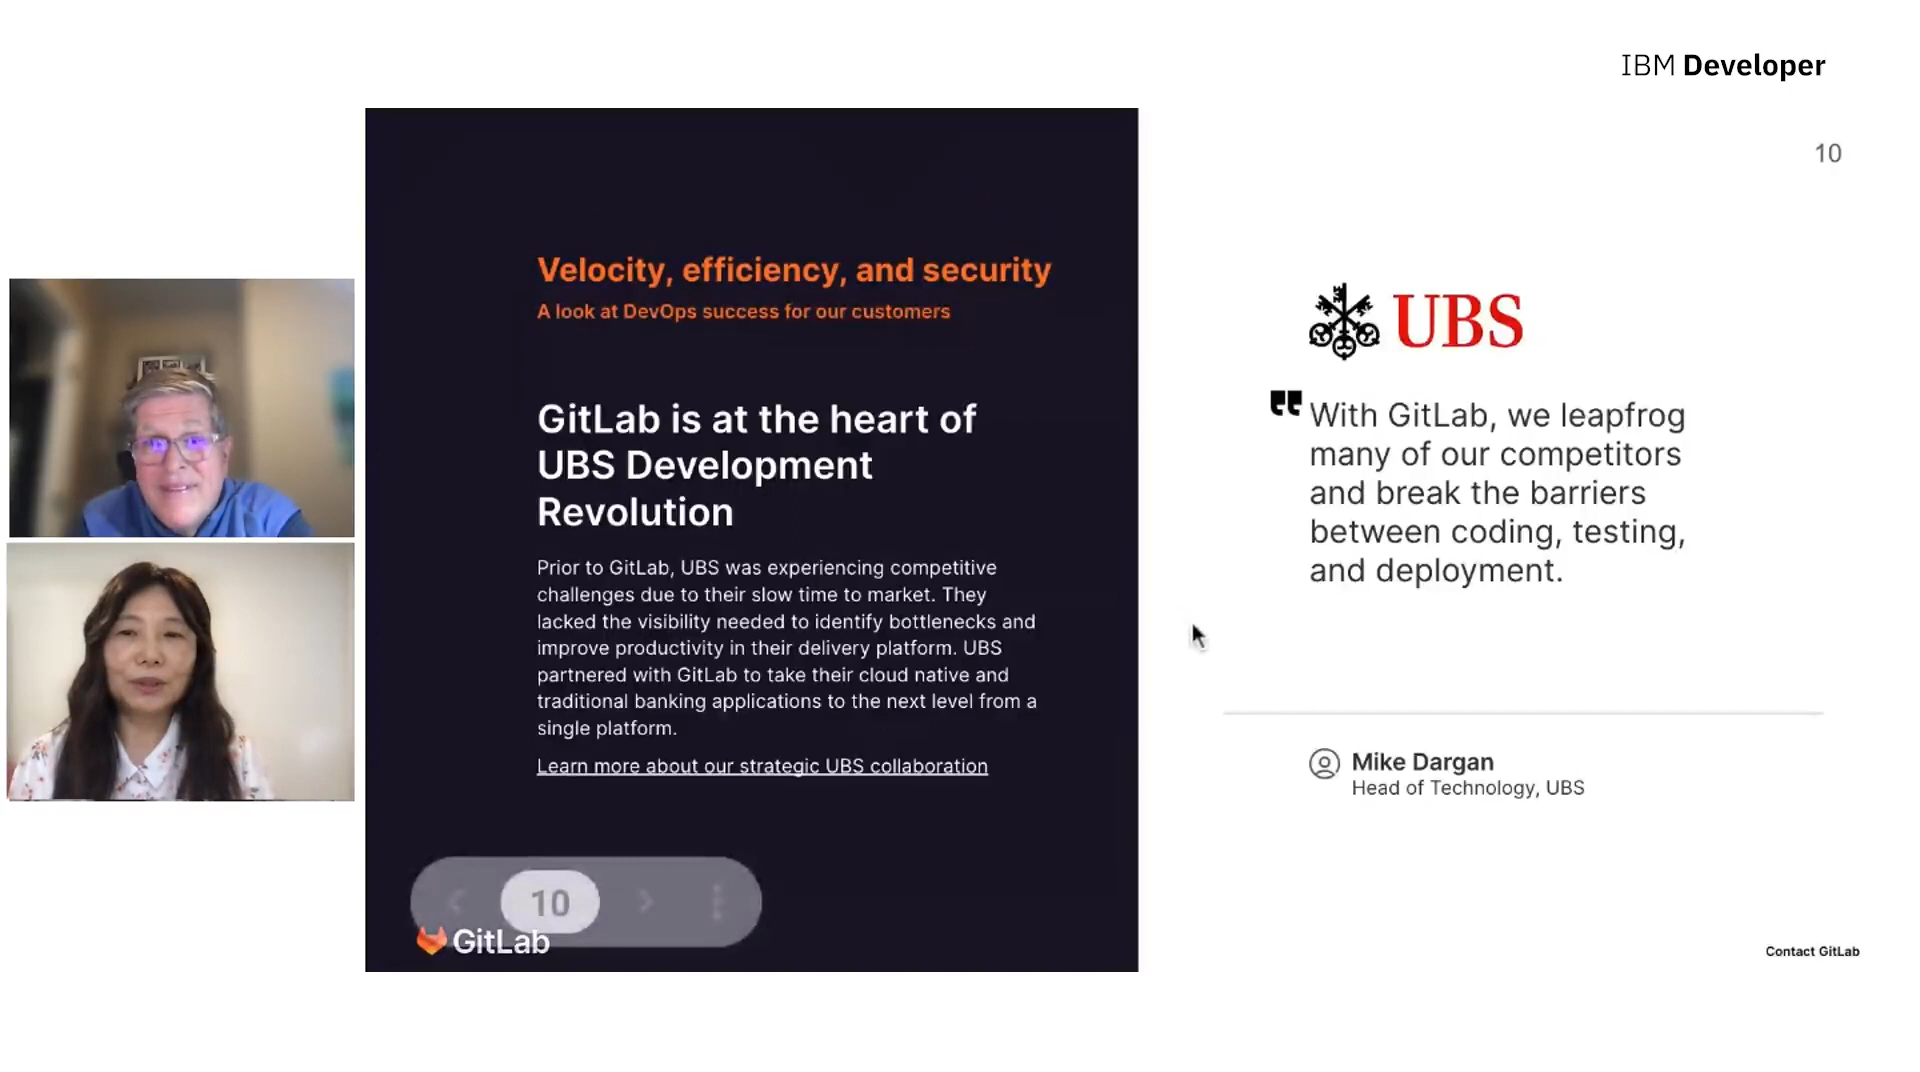 IBM Developer
10
Velocity, efficiency, and security
A look at DevOps success for our customers
GitLab is at the heart of
UBS Development
Revolution
Prior to GitLab, UBS was experiencing competitive
challenges due to their slow time to market. They
lacked the visibility needed to identify bottlenecks and
improve productivity in their delivery platform. UBS
partnered with GitLab to take their cloud native and
traditional banking applications to the next level from a
single platform.
Learn more about our strategic UBS collaboration
10
GitLab
UBS
❝ With GitLab, we leapfrog
many of our competitors
and break the barriers
between coding, testing,
and deployment.
Mike Dargan
Head of Technology, UBS
Contact GitLab